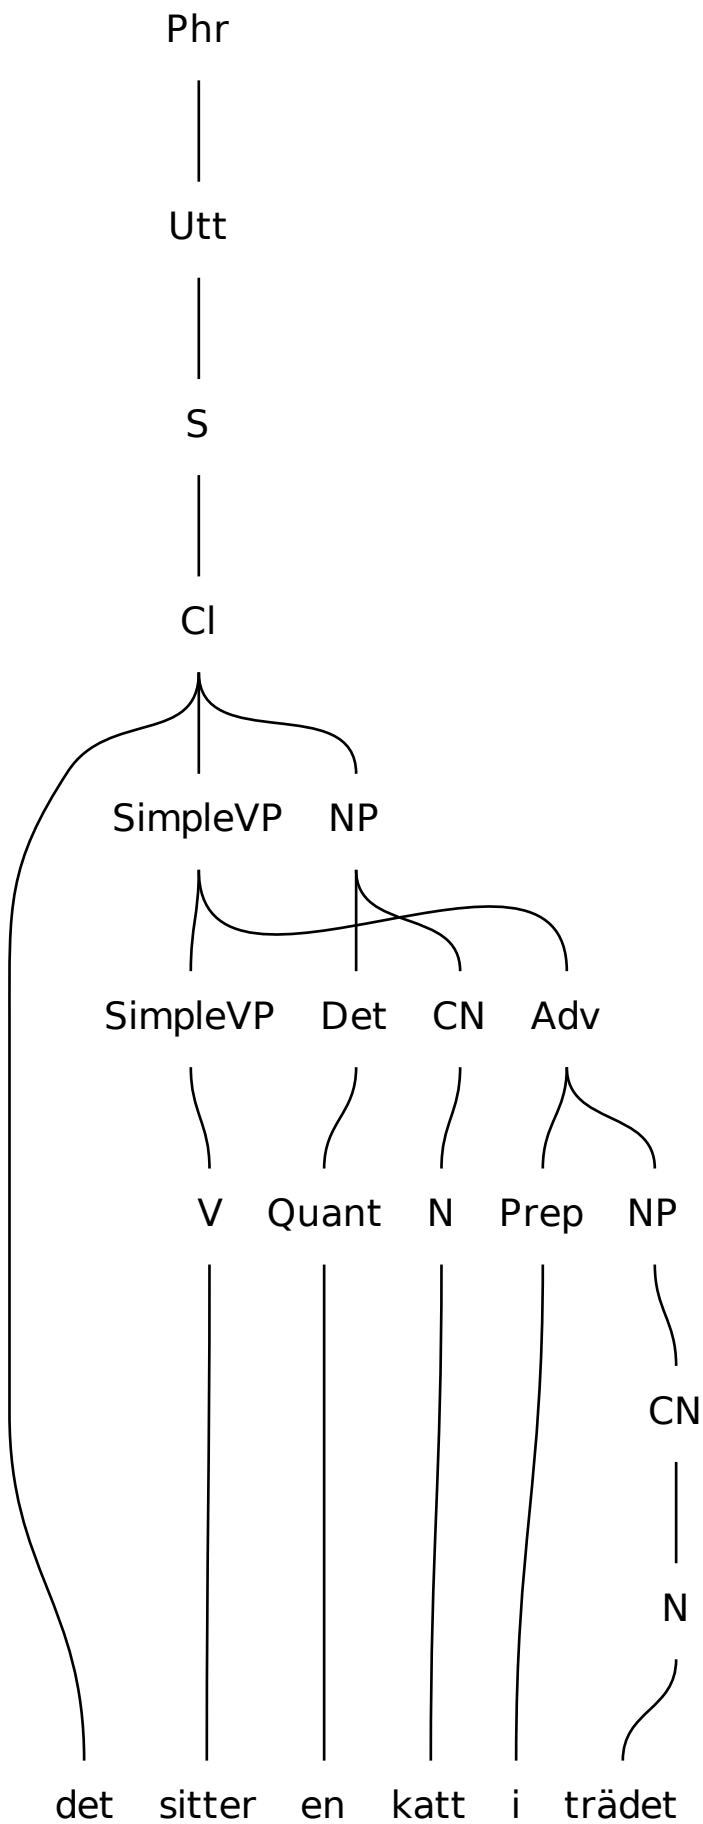 Phr
Utt
S
Cl
SimpleVP NP
SimpleVP Det CN Adv
V Quant N Prep NP
CN
N
det sitter en katt i trädet